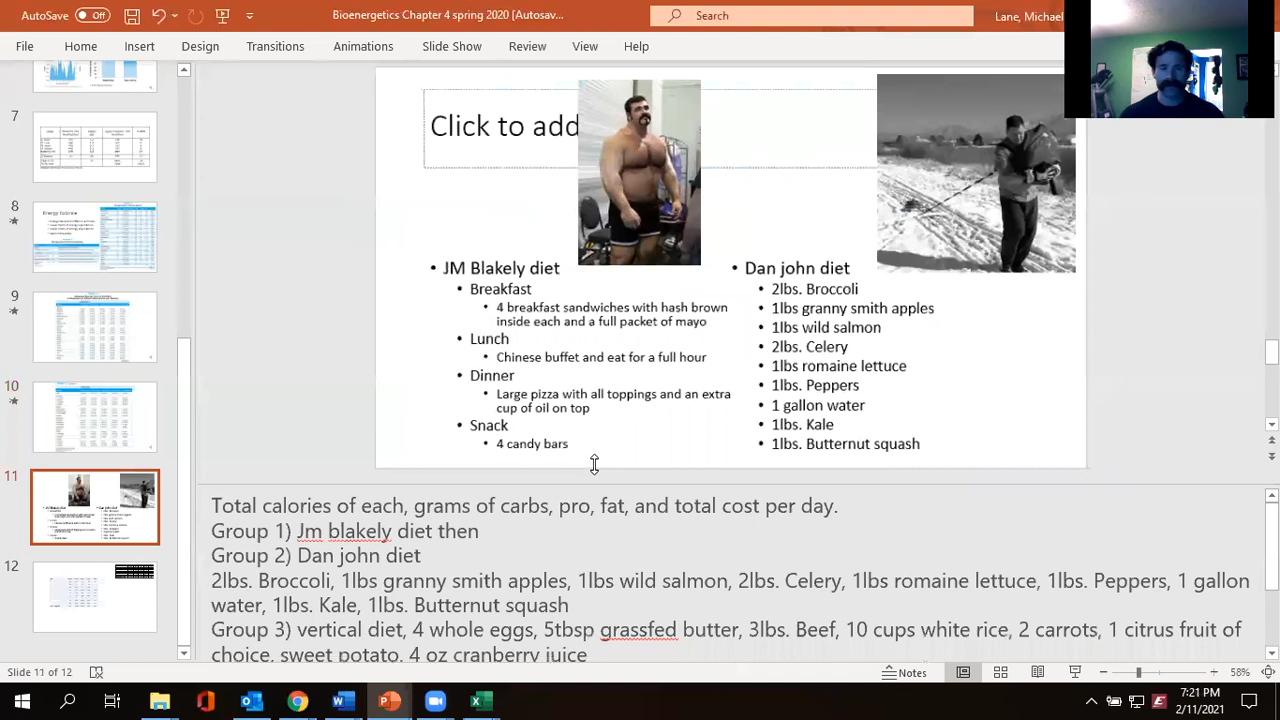 AutoSave Off Bioenergetics Chapter 4 spring 2020 [Autosav... Search Lane, Michael
File Home Insert Design Transitions Animations Slide Show Review View Help
7
8
Energy Estimate
9
10
11
12
Click to add
JM Blakely diet
Breakfast
4 breakfast sandwiches with hash brown
inside each and a full packet of mayo
Lunch
Chinese buffet and eat for a full hour
Dinner
Large pizza with all toppings and an extra
cup of oil on top
Snack
4 candy bars
Dan john diet
2lbs. Broccoli
1lbs granny smith apples
1lbs wild salmon
2lbs. Celery
1lbs romaine lettuce
1lbs. Peppers
1 gallon water
1lbs. Kale
1lbs. Butternut squash
Total calories of each, grams of carbs, pro, fat, and total cost per day.
Group 1) Jm blakely diet then
Group 2) Dan john diet
2lbs. Broccoli, 1lbs granny smith apples, 1lbs wild salmon, 2lbs. Celery, 1lbs romaine lettuce, 1lbs. Peppers, 1 gallon
water, 1lbs. Kale, 1lbs. Butternut squash
Group 3) vertical diet, 4 whole eggs, 5tbsp grassfed butter, 3lbs. Beef, 10 cups white rice, 2 carrots, 1 citrus fruit of
choice, sweet potato, 4 oz cranberry juice
Slide 11 of 12 Notes 58%
7:21 PM
2/11/2021